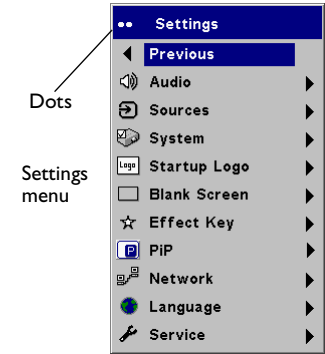 Settings
Previous
Audio
Dots
Sources
System
Logo
Startup Logo
Settings
menu
Blank Screen
Effect Key
P
PiP
Network
Language
Service